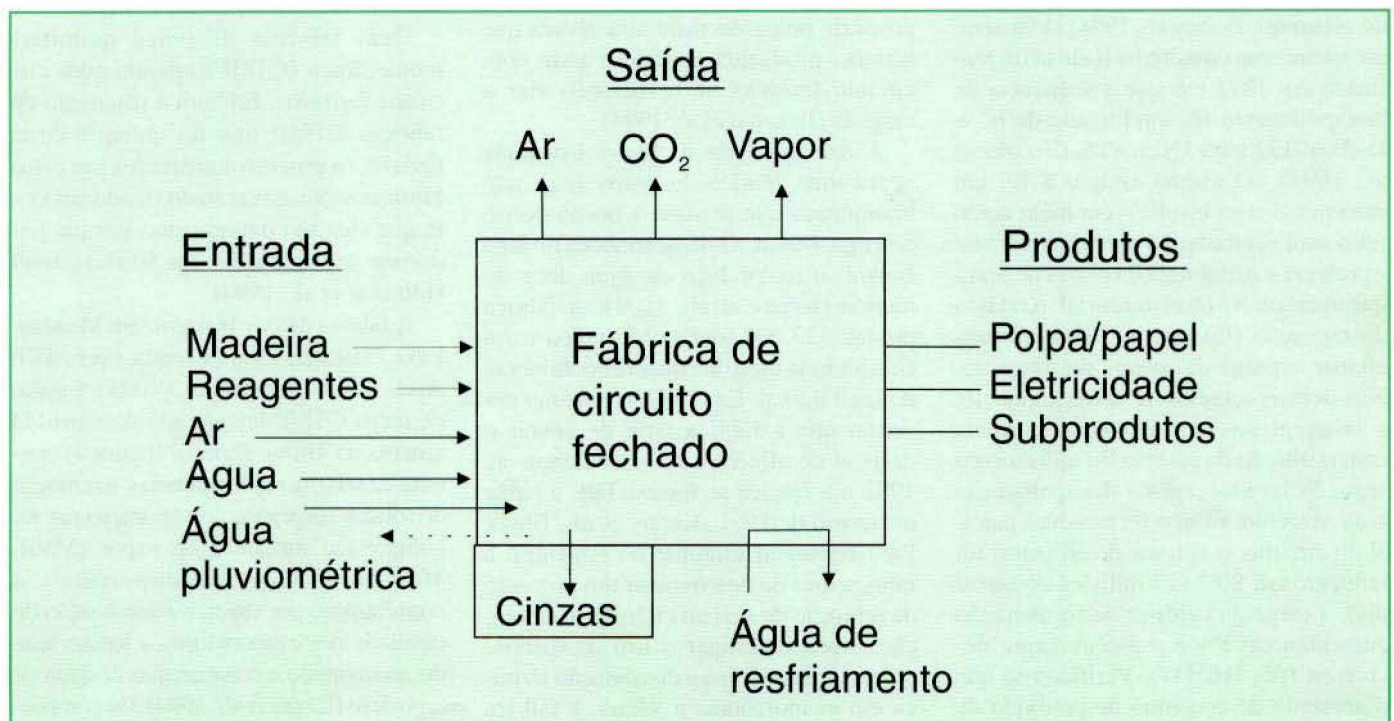 Saída
Ar CO₂ Vapor
Entrada
Madeira
Reagentes
Ar
Água
Água
pluviométrica
Fábrica de
circuito
fechado
Produtos
Polpa/papel
Eletricidade
Subprodutos
Cinzas
Água de
resfriamento